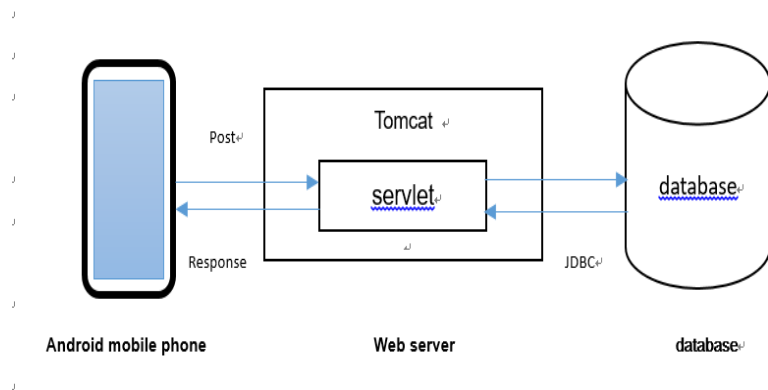 Tomcat
Post
servlet
database
Response
JDBC
Android mobile phone
Web server
database